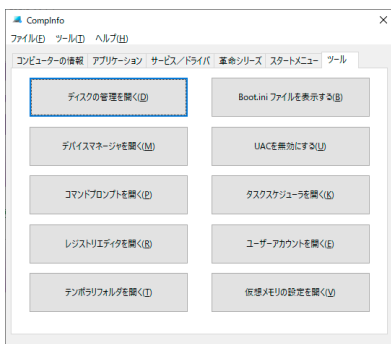 CompInfo
ファイル(F) ツール(T) ヘルプ(H)
コンピューターの情報 アプリケーション サービス／ドライバ 革命シリーズ スタートメニュー ツール
ディスクの管理を開く(D) Boot.ini ファイルを表示する(B)
デバイスマネージャを開く(M) UACを無効にする(U)
コマンドプロンプトを開く(P) タスクスケジューラを開く(K)
レジストリエディタを開く(R) ユーザーアカウントを開く(E)
テンポラリフォルダを開く(T) 仮想メモリの設定を開く(V)